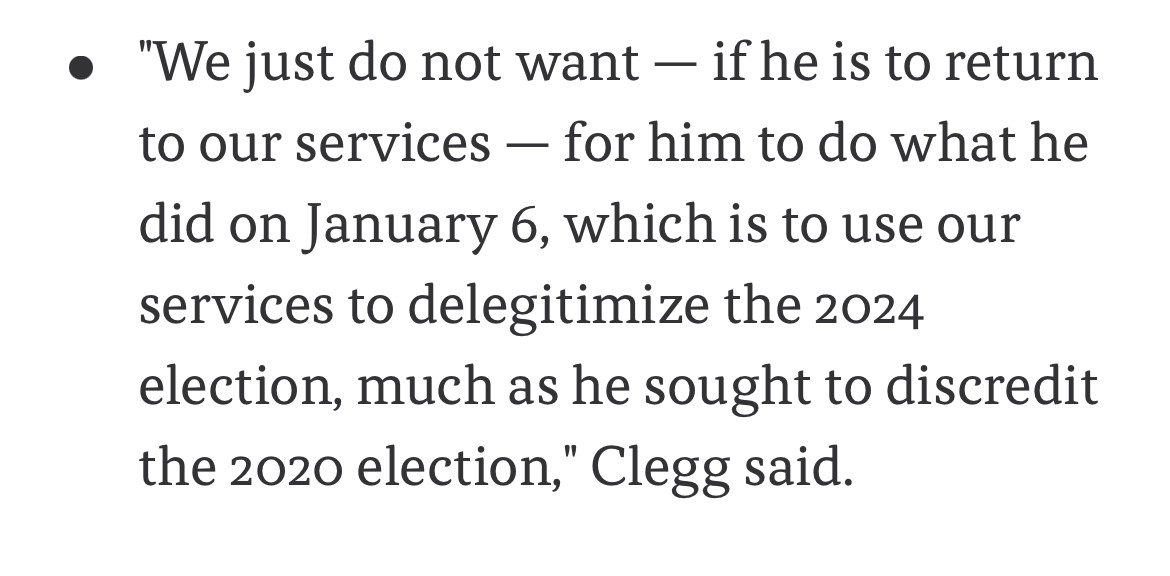 • "We just do not want — if he is to return
to our services — for him to do what he
did on January 6, which is to use our
services to delegitimize the 2024
election, much as he sought to discredit
the 2020 election," Clegg said.